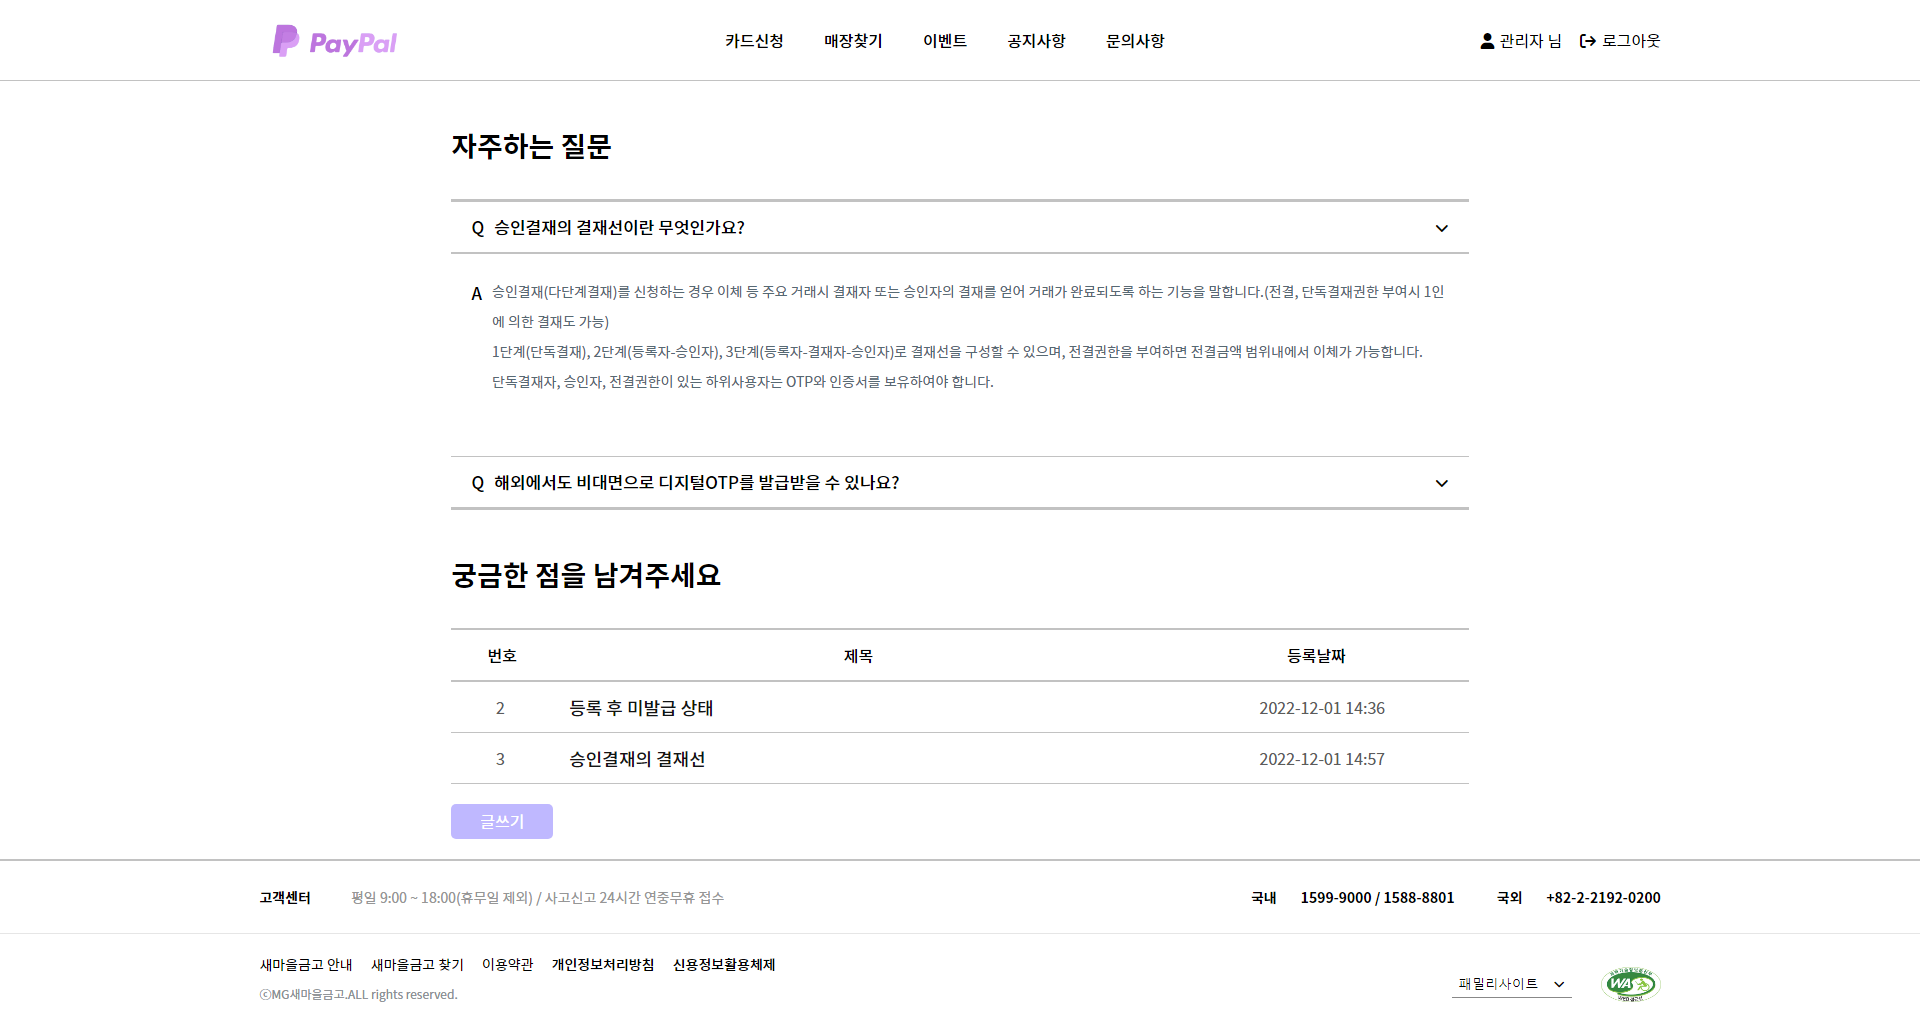 PayPal
카드신청 매장찾기 이벤트 공지사항 문의사항
관리자 님 로그아웃
자주하는 질문
Q 승인결재의 결재선이란 무엇인가요?
A 승인결재(다단계결재)를 신청하는 경우 이체 등 주요 거래시 결재자 또는 승인자의 결재를 얻어 거래가 완료되도록 하는 기능을 말합니다.(전결, 단독결재권한 부여시 1인
에 의한 결재도 가능)
1단계(단독결재), 2단계(등록자-승인자), 3단계(등록자-결재자-승인자)로 결재선을 구성할 수 있으며, 전결권한을 부여하면 전결금액 범위내에서 이체가 가능합니다.
단독결재자, 승인자, 전결권한이 있는 하위사용자는 OTP와 인증서를 보유하여야 합니다.
Q 해외에서도 비대면으로 디지털OTP를 발급받을 수 있나요?
궁금한 점을 남겨주세요
번호 제목 등록날짜
2 등록 후 미발급 상태 2022-12-01 14:36
3 승인결재의 결재선 2022-12-01 14:57
글쓰기
고객센터 평일 9:00 ~ 18:00(휴무일 제외) / 사고신고 24시간 연중무휴 접수 국내 1599-9000 / 1588-8801 국외 +82-2-2192-0200
새마을금고 안내 새마을금고 찾기 이용약관 개인정보처리방침 신용정보활용체제
ⓒMG새마을금고.ALL rights reserved.
패밀리사이트
WA